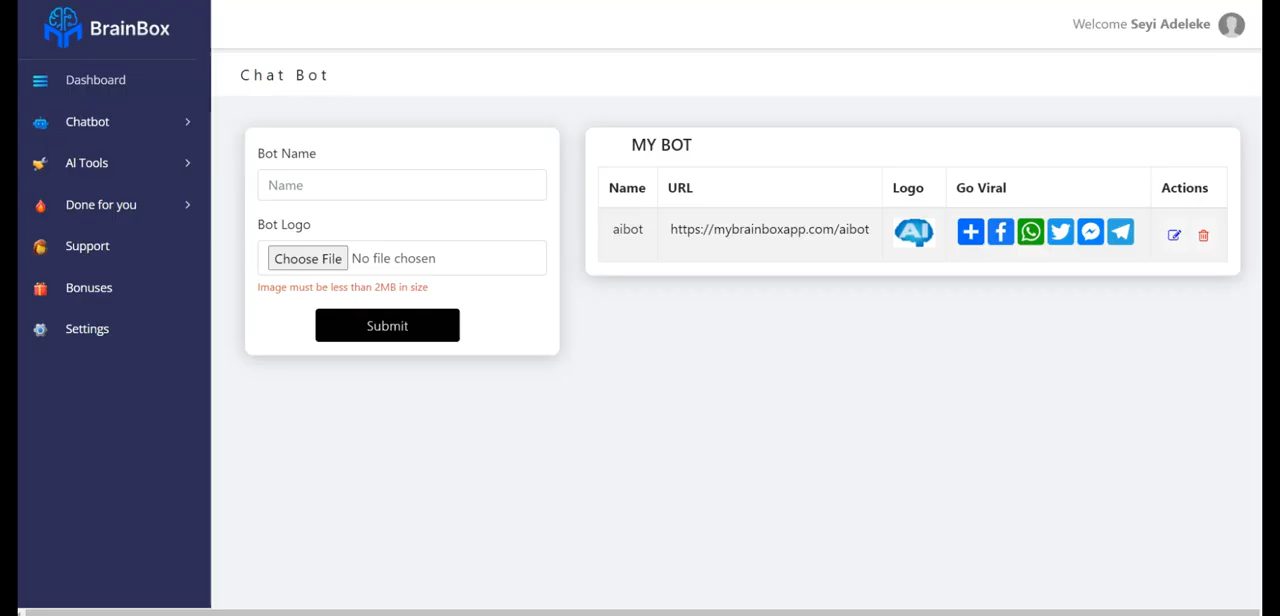 BrainBox
Welcome Seyi Adeleke
Dashboard
Chatbot
AI Tools
Done for you
Support
Bonuses
Settings
Chat Bot
Bot Name
Name
Bot Logo
Choose File No file chosen
Image must be less than 2MB in size
Submit
MY BOT
Name URL Logo Go Viral Actions
aibot https://mybrainboxapp.com/aibot AI